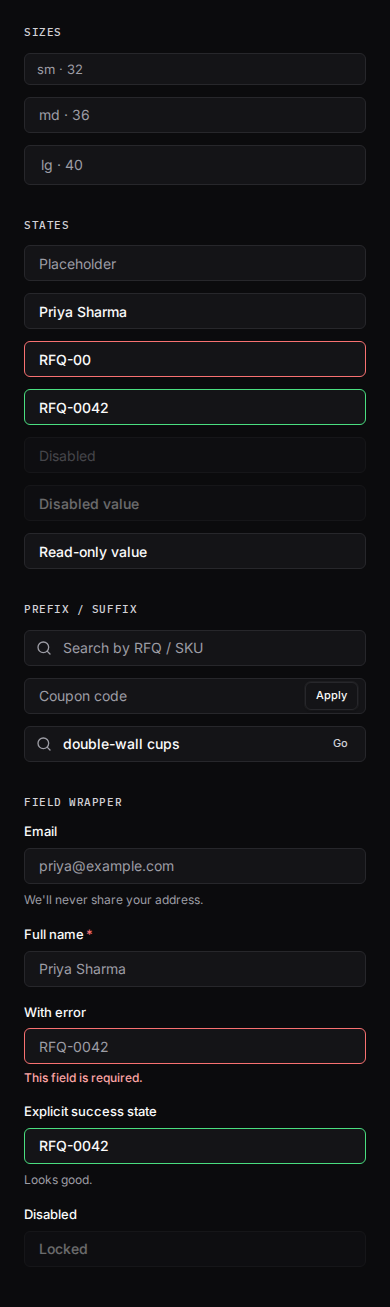 SIZES
sm · 32
md · 36
lg · 40
STATES
Placeholder
Priya Sharma
RFQ-00
RFQ-0042
Disabled
Disabled value
Read-only value
PREFIX / SUFFIX
Search by RFQ / SKU
Coupon code Apply
double-wall cups Go
FIELD WRAPPER
Email
priya@example.com
We'll never share your address.
Full name *
Priya Sharma
With error
RFQ-0042
This field is required.
Explicit success state
RFQ-0042
Looks good.
Disabled
Locked